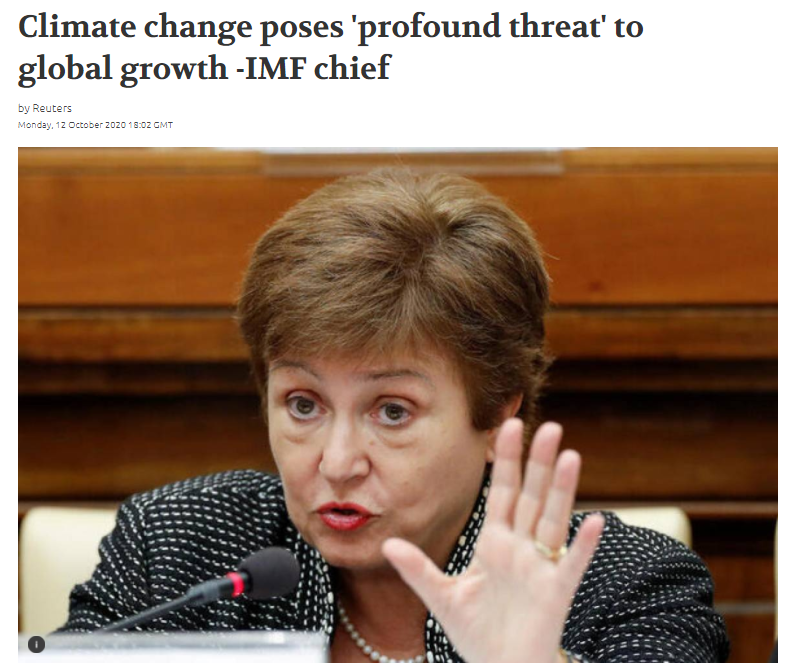 Climate change poses 'profound threat' to
global growth -IMF chief
by Reuters
Monday, 12 October 2020 18:02 GMT
i